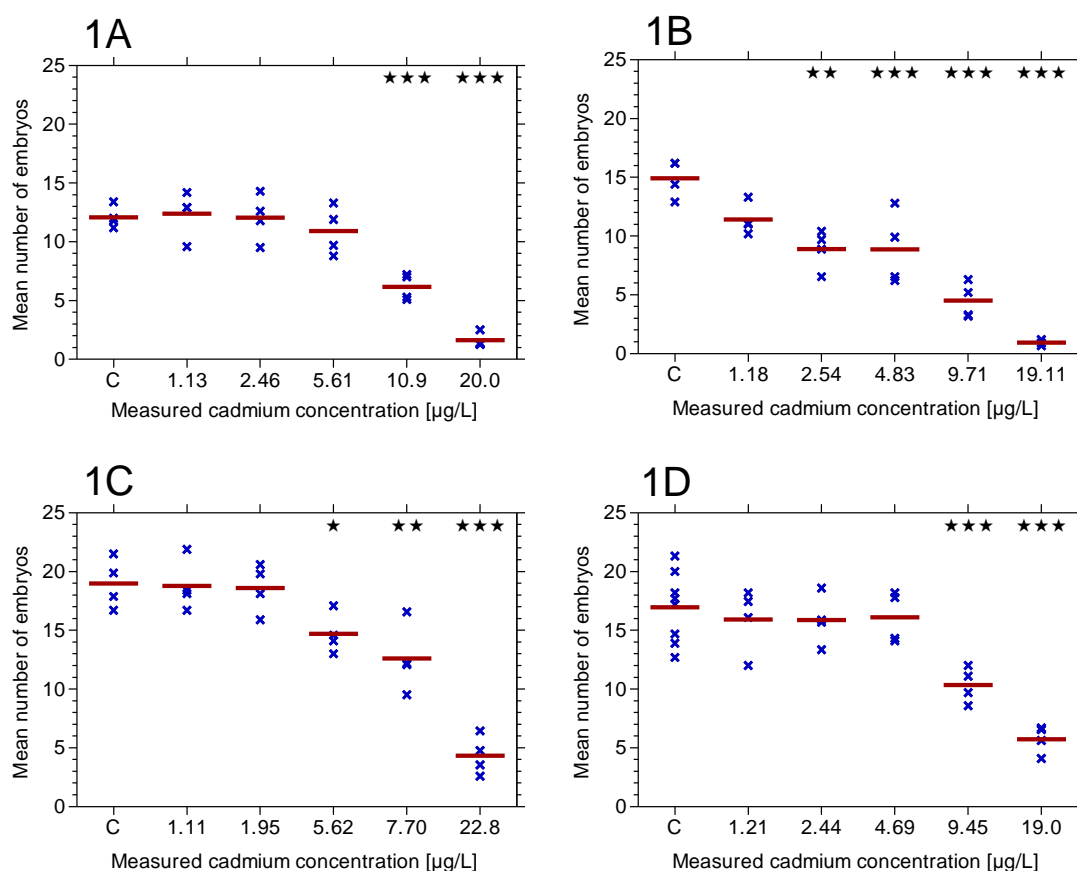 1A
25
20
15
10
5
0
Mean number of embryos
★★★ ★★★
C 1.13 2.46 5.61 10.9 20.0
Measured cadmium concentration [µg/L]
1B
25
20
15
10
5
0
Mean number of embryos
★★ ★★★ ★★★ ★★★
C 1.18 2.54 4.83 9.71 19.11
Measured cadmium concentration [µg/L]
1C
25
20
15
10
5
0
Mean number of embryos
★ ★★ ★★★
C 1.11 1.95 5.62 7.70 22.8
Measured cadmium concentration [µg/L]
1D
25
20
15
10
5
0
Mean number of embryos
★★★ ★★★
C 1.21 2.44 4.69 9.45 19.0
Measured cadmium concentration [µg/L]